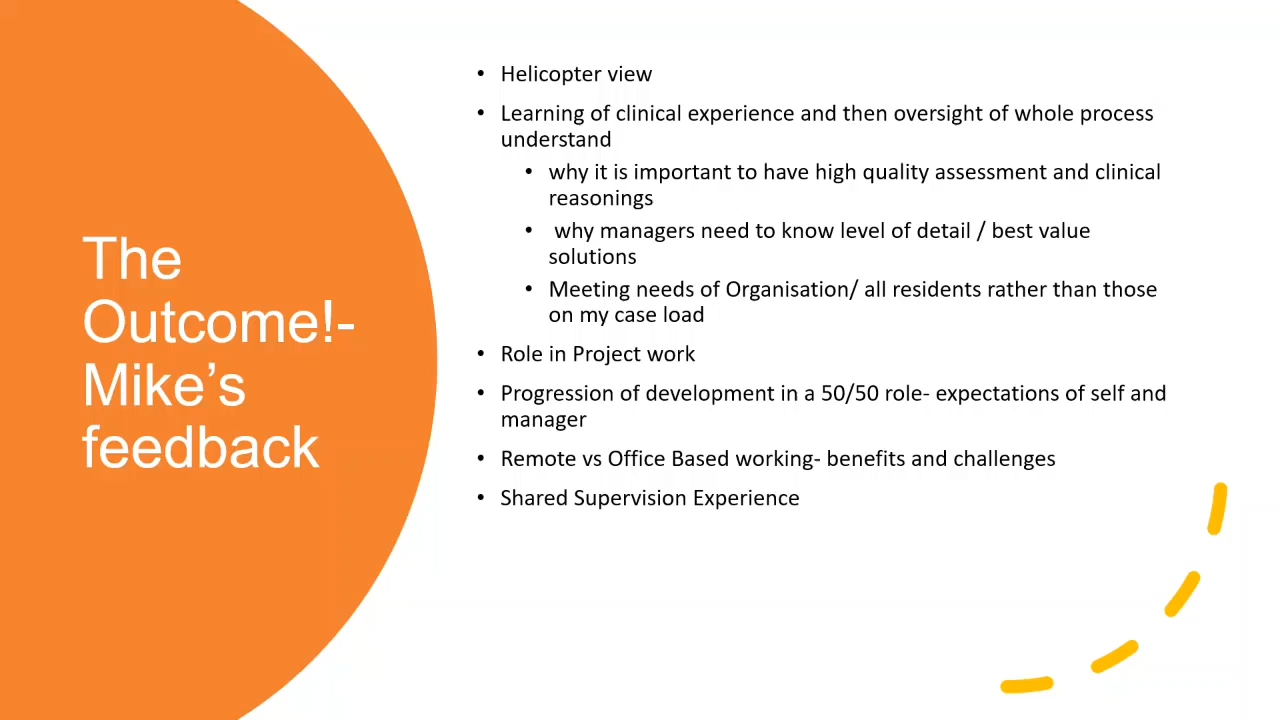 The
Outcome!-
Mike’s
feedback
• Helicopter view
• Learning of clinical experience and then oversight of whole process
understand
• why it is important to have high quality assessment and clinical
reasonings
• why managers need to know level of detail / best value
solutions
• Meeting needs of Organisation/ all residents rather than those
on my case load
• Role in Project work
• Progression of development in a 50/50 role- expectations of self and
manager
• Remote vs Office Based working- benefits and challenges
• Shared Supervision Experience